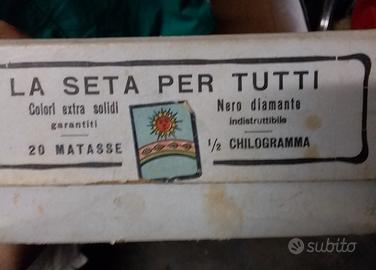 LA SETA PER TUTTI
Colori extra solidi
garantiti
20 MATASSE
Nero diamante
indistruttibile
1/2 CHILOGRAMMA
subito